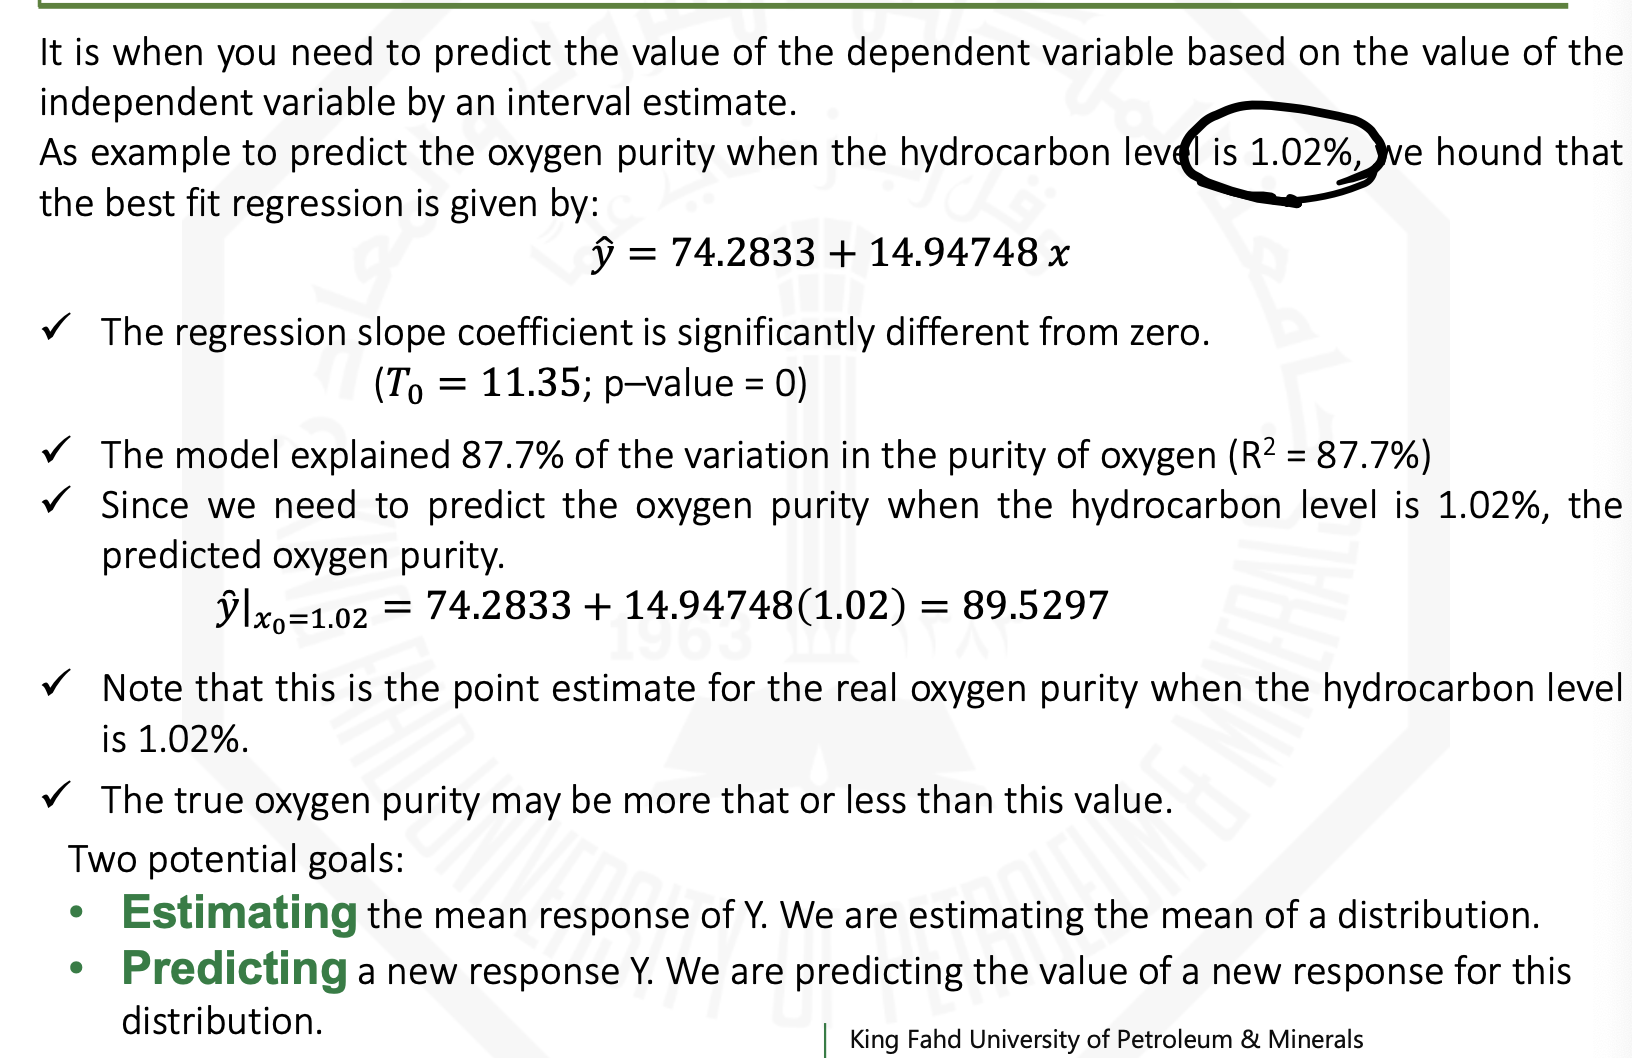 It is when you need to predict the value of the dependent variable based on the value of the
independent variable by an interval estimate.
As example to predict the oxygen purity when the hydrocarbon level is 1.02%, we hound that
the best fit regression is given by:
ŷ = 74.2833 + 14.94748 x
✓ The regression slope coefficient is significantly different from zero.
(T₀ = 11.35; p–value = 0)
✓ The model explained 87.7% of the variation in the purity of oxygen (R² = 87.7%)
✓ Since we need to predict the oxygen purity when the hydrocarbon level is 1.02%, the
predicted oxygen purity.
ŷ|x₀=1.02 = 74.2833 + 14.94748(1.02) = 89.5297
1963 ١٣٨١
✓ Note that this is the point estimate for the real oxygen purity when the hydrocarbon level
is 1.02%.
✓ The true oxygen purity may be more that or less than this value.
Two potential goals:
• Estimating the mean response of Y. We are estimating the mean of a distribution.
• Predicting a new response Y. We are predicting the value of a new response for this
distribution.
King Fahd University of Petroleum & Minerals